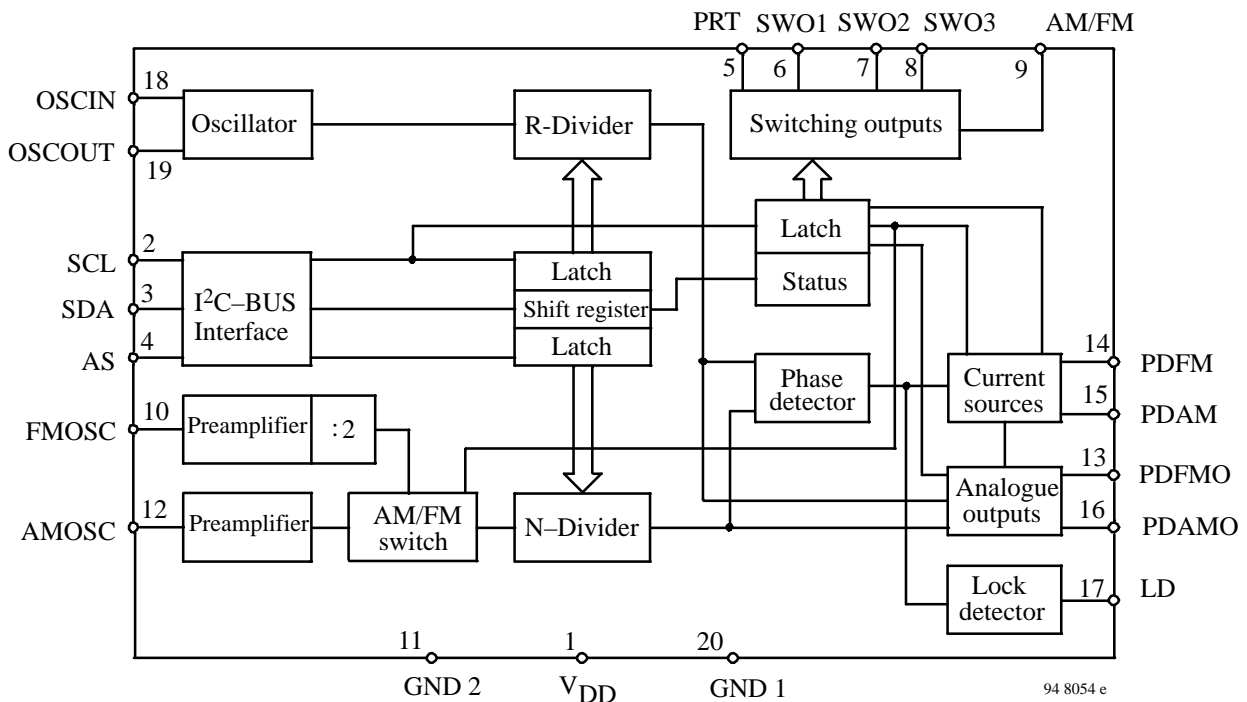 PRT SWO1 SWO2 SWO3 AM/FM
5 6 7 8 9
18
OSCIN
Oscillator
R-Divider
Switching outputs
OSCOUT
19
2
SCL
Latch
Latch
3
SDA
I²C–BUS
Interface
Shift register
Status
4
AS
Latch
14
PDFM
Phase
detector
Current
sources
15
PDAM
10
FMOSC
Preamplifier
:2
13
PDFMO
Analogue
outputs
12
AMOSC
Preamplifier
AM/FM
switch
N–Divider
16
PDAMO
Lock
detector
17
LD
11 1 20
GND 2 VDD GND 1
94 8054 e